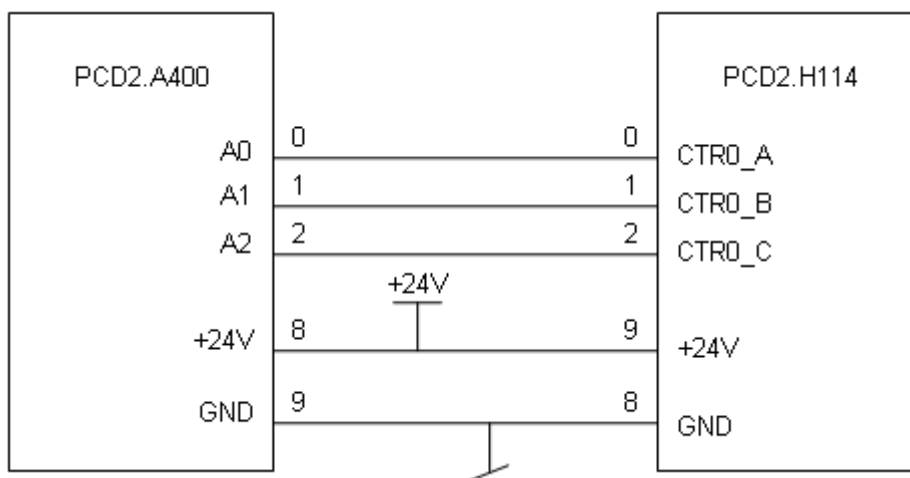 PCD2.A400 PCD2.H114
A0 0 0 CTR0_A
A1 1 1 CTR0_B
A2 2 2 CTR0_C
+24V
+24V 8 9 +24V
GND 9 8 GND